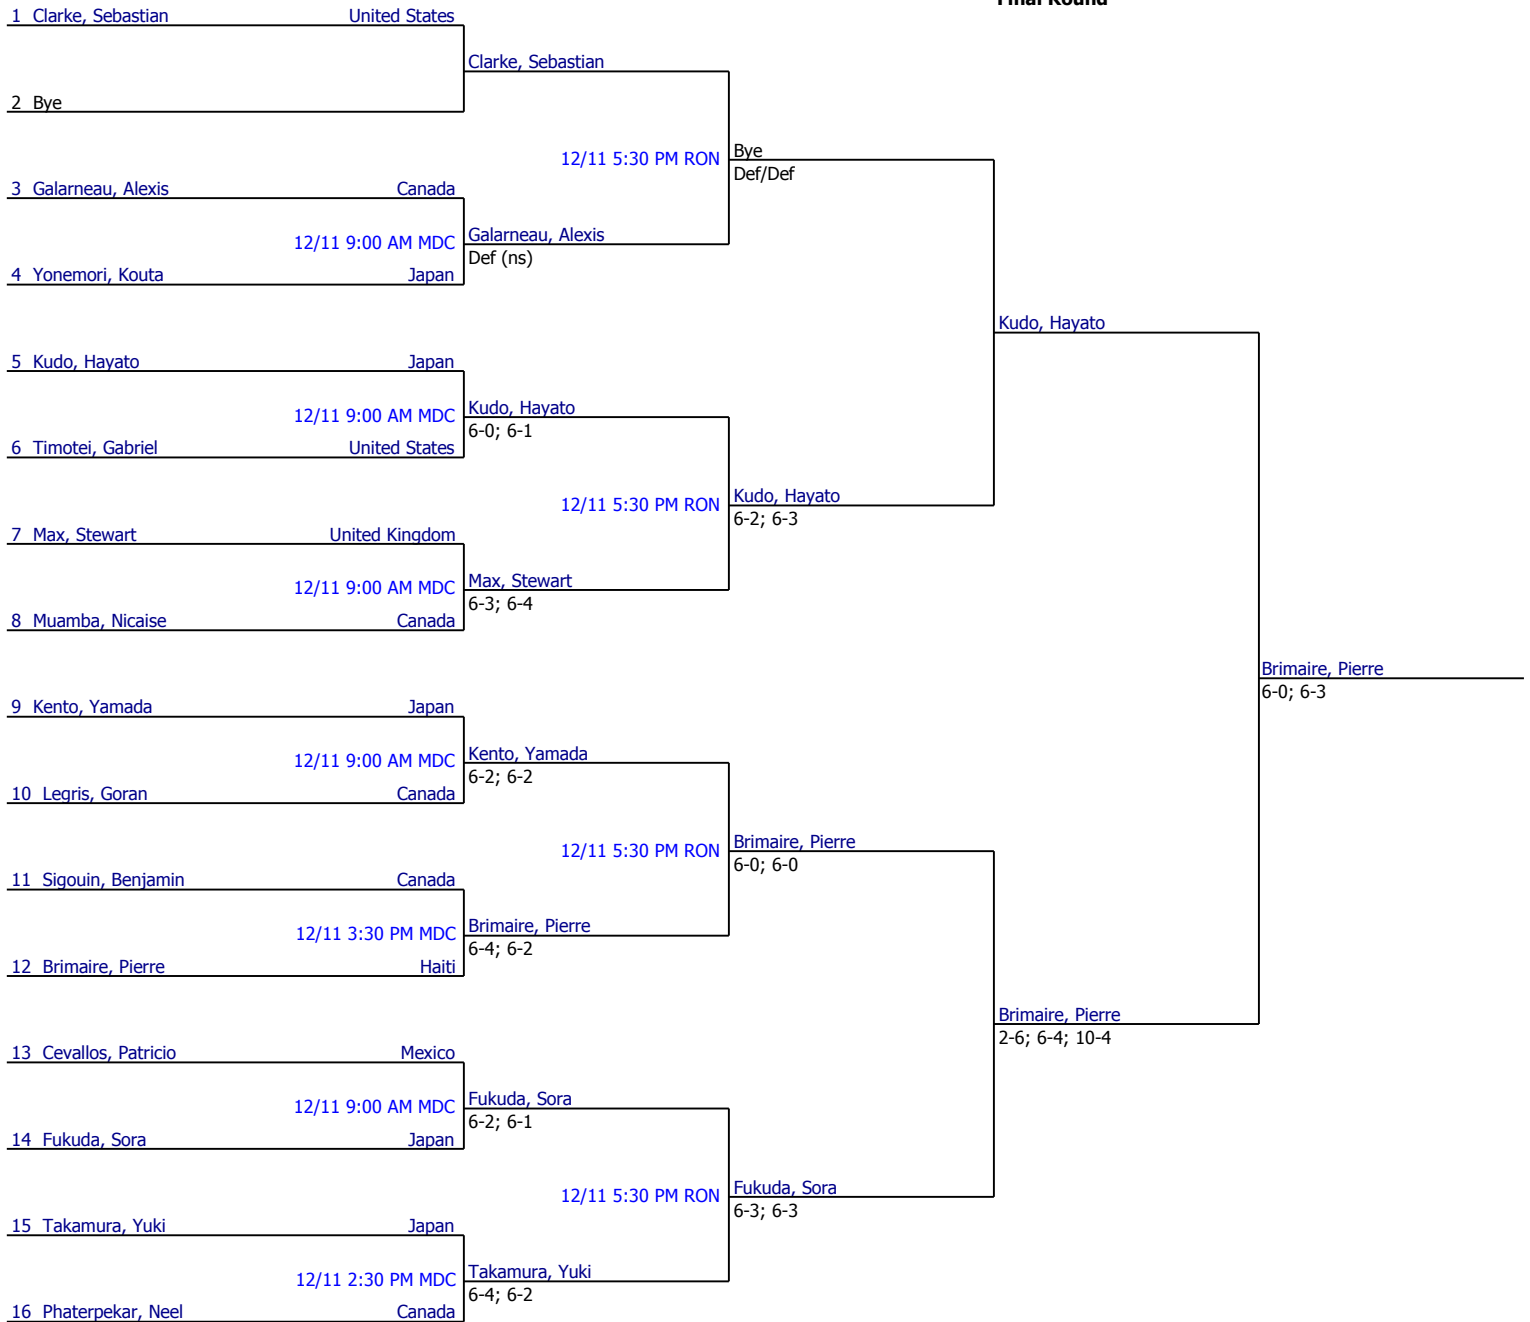 Final Round
1 Clarke, Sebastian United States
Clarke, Sebastian
2 Bye
12/11 5:30 PM RON Bye
Def/Def
3 Galarneau, Alexis Canada
12/11 9:00 AM MDC Galarneau, Alexis
Def (ns)
4 Yonemori, Kouta Japan
Kudo, Hayato
5 Kudo, Hayato Japan
12/11 9:00 AM MDC Kudo, Hayato
6-0; 6-1
6 Timotei, Gabriel United States
12/11 5:30 PM RON Kudo, Hayato
6-2; 6-3
7 Max, Stewart United Kingdom
12/11 9:00 AM MDC Max, Stewart
6-3; 6-4
8 Muamba, Nicaise Canada
Brimaire, Pierre
6-0; 6-3
9 Kento, Yamada Japan
12/11 9:00 AM MDC Kento, Yamada
6-2; 6-2
10 Legris, Goran Canada
12/11 5:30 PM RON Brimaire, Pierre
6-0; 6-0
11 Sigouin, Benjamin Canada
12/11 3:30 PM MDC Brimaire, Pierre
6-4; 6-2
12 Brimaire, Pierre Haiti
Brimaire, Pierre
2-6; 6-4; 10-4
13 Cevallos, Patricio Mexico
12/11 9:00 AM MDC Fukuda, Sora
6-2; 6-1
14 Fukuda, Sora Japan
12/11 5:30 PM RON Fukuda, Sora
6-3; 6-3
15 Takamura, Yuki Japan
12/11 2:30 PM MDC Takamura, Yuki
6-4; 6-2
16 Phaterpekar, Neel Canada